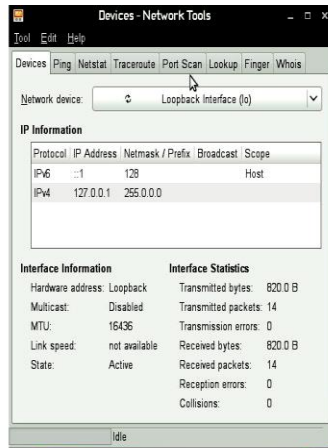 Devices - Network Tools
Tool Edit Help
Devices Ping Netstat Traceroute Port Scan Lookup Finger Whois
Network device: Loopback Interface (lo)
IP Information
Protocol IP Address Netmask / Prefix Broadcast Scope
IPv6 ::1 128 Host
IPv4 127.0.0.1 255.0.0.0
Interface Information Interface Statistics
Hardware address: Loopback Transmitted bytes: 820.0 B
Multicast: Disabled Transmitted packets: 14
MTU: 16436 Transmission errors: 0
Link speed: not available Received bytes: 820.0 B
State: Active Received packets: 14
Reception errors: 0
Collisions: 0
Idle